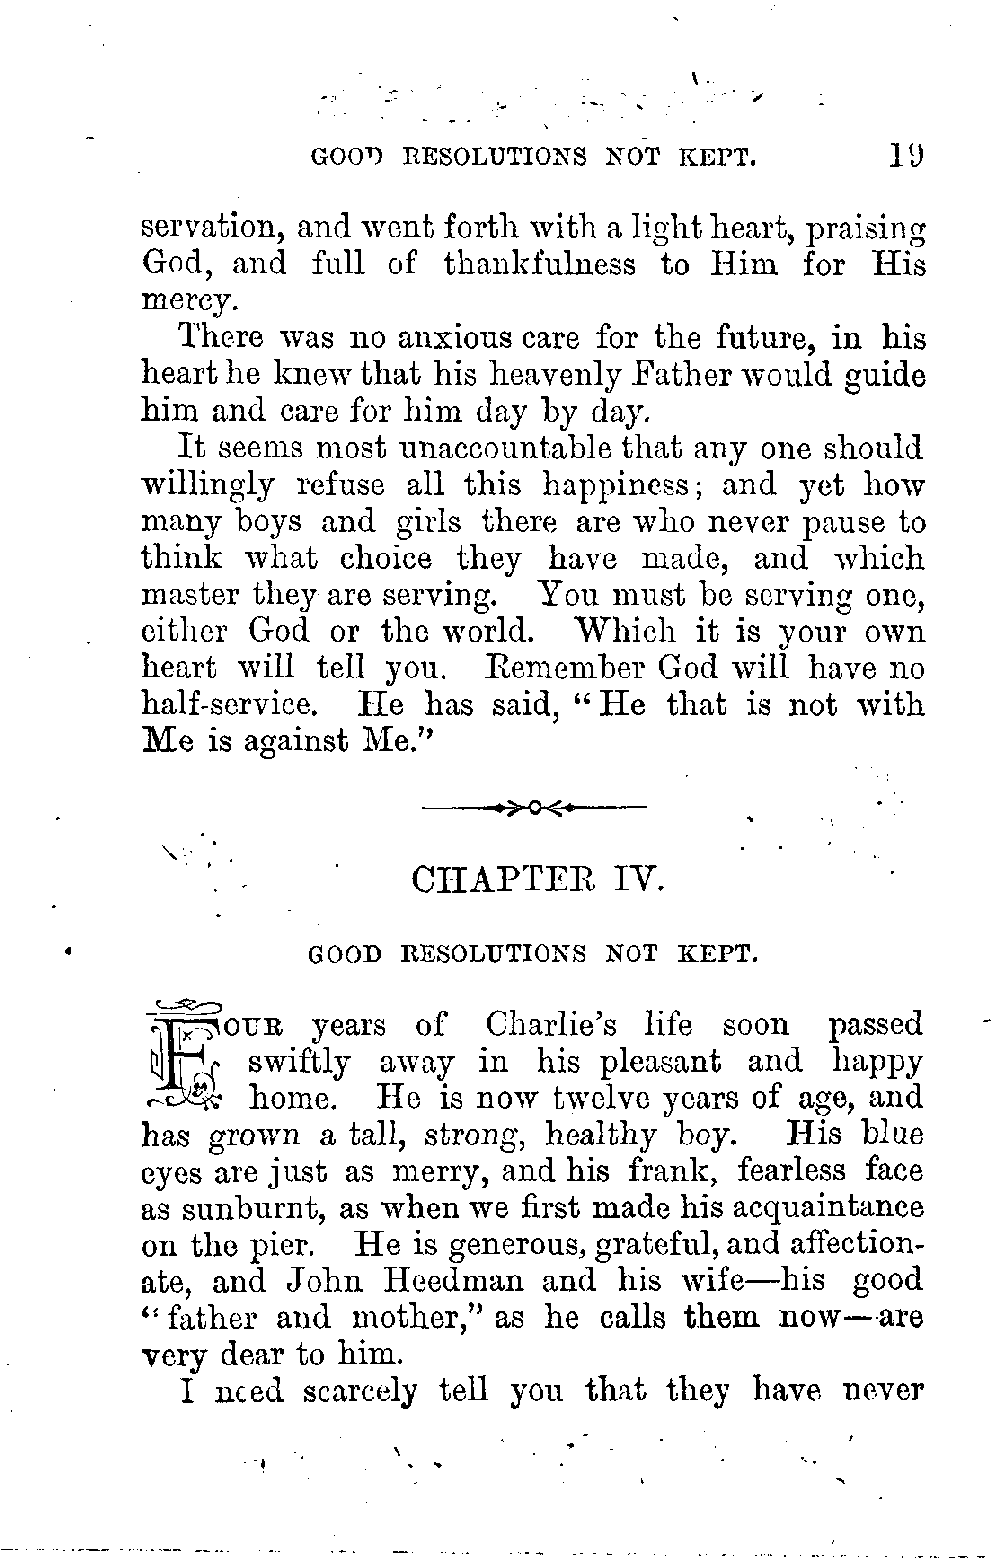 GOOD RESOLUTIONS NOT KEPT. 19
servation, and went forth with a light heart, praising
God, and full of thankfulness to Him for His
mercy.
There was no anxious care for the future, in his
heart he knew that his heavenly Father would guide
him and care for him day by day.
It seems most unaccountable that any one should
willingly refuse all this happiness; and yet how
many boys and girls there are who never pause to
think what choice they have made, and which
master they are serving. You must be serving one,
either God or the world. Which it is your own
heart will tell you. Remember God will have no
half-service. He has said, “He that is not with
Me is against Me.”
CHAPTER IV.
GOOD RESOLUTIONS NOT KEPT.
FOUR years of Charlie’s life soon passed
swiftly away in his pleasant and happy
home. He is now twelve years of age, and
has grown a tall, strong, healthy boy. His blue
eyes are just as merry, and his frank, fearless face
as sunburnt, as when we first made his acquaintance
on the pier. He is generous, grateful, and affection-
ate, and John Heedman and his wife—his good
“father and mother,” as he calls them now—are
very dear to him.
I need scarcely tell you that they have never